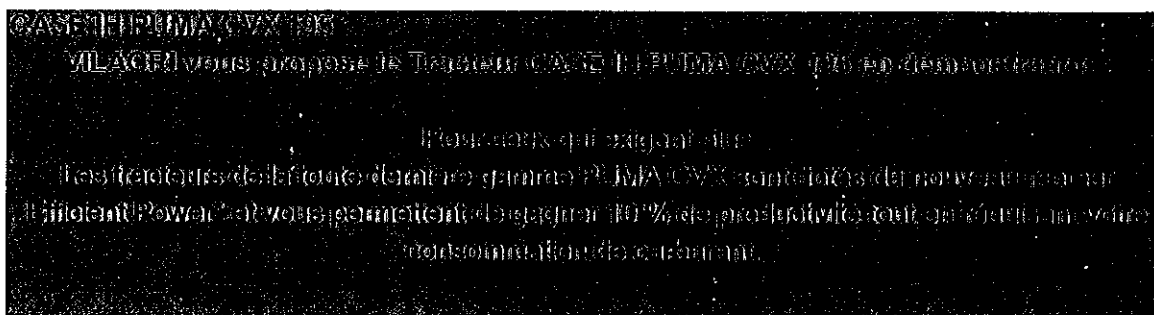 CASE IH PUMA CVX 195
VILAGRI vous propose le Tracteur CASE IH PUMA CVX en démonstration
Pour ceux qui exigent plus
Les tracteurs de la toute dernière gamme PUMA CVX sont dotés du nouveau moteur
Efficient Power" et vous permettent de gagner 10 % de productivité tout en réduisant votre
consommation de carburant.